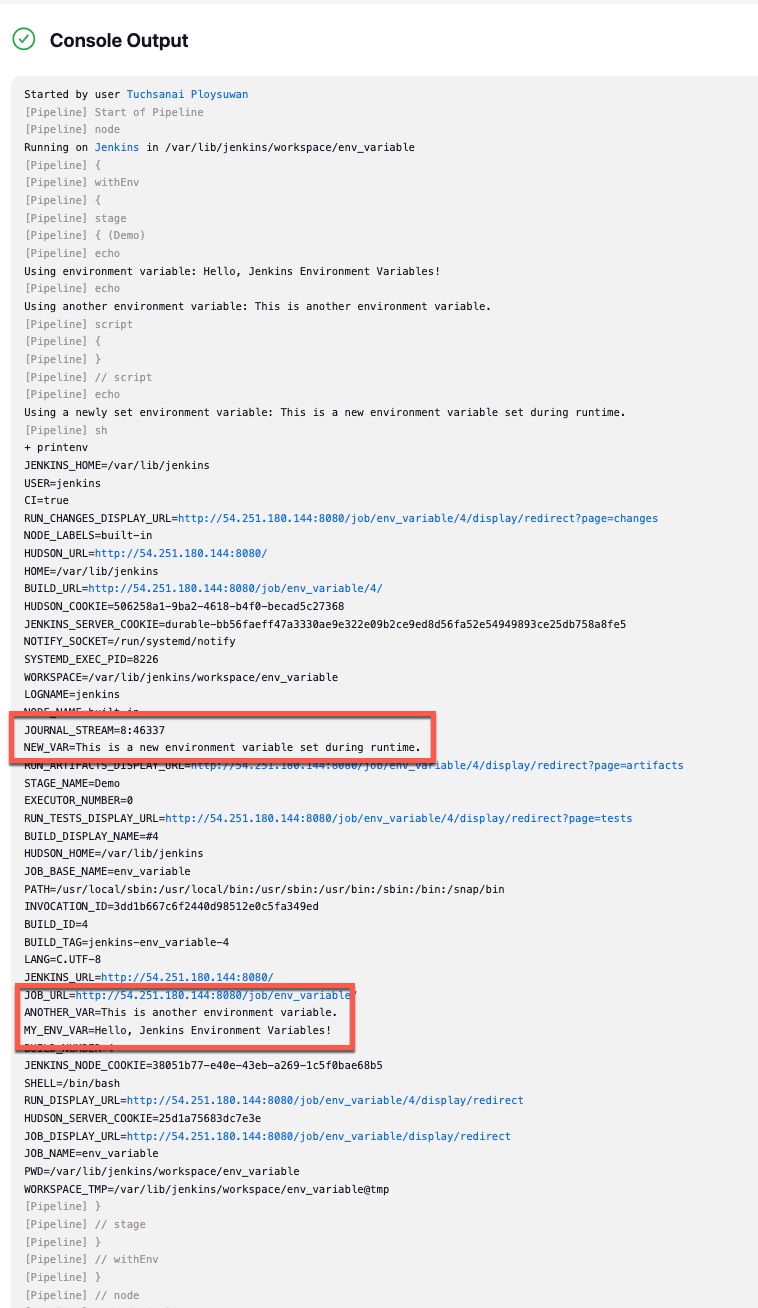 Console Output
Started by user Tuchsanai Ploysuwan
[Pipeline] Start of Pipeline
[Pipeline] node
Running on Jenkins in /var/lib/jenkins/workspace/env_variable
[Pipeline] {
[Pipeline] withEnv
[Pipeline] {
[Pipeline] stage
[Pipeline] { (Demo)
[Pipeline] echo
Using environment variable: Hello, Jenkins Environment Variables!
[Pipeline] echo
Using another environment variable: This is another environment variable.
[Pipeline] script
[Pipeline] {
[Pipeline] }
[Pipeline] // script
[Pipeline] echo
Using a newly set environment variable: This is a new environment variable set during runtime.
[Pipeline] sh
+ printenv
JENKINS_HOME=/var/lib/jenkins
USER=jenkins
CI=true
RUN_CHANGES_DISPLAY_URL=http://54.251.180.144:8080/job/env_variable/4/display/redirect?page=changes
NODE_LABELS=built-in
HUDSON_URL=http://54.251.180.144:8080/
HOME=/var/lib/jenkins
BUILD_URL=http://54.251.180.144:8080/job/env_variable/4/
HUDSON_COOKIE=506258a1-9ba2-4618-b4f0-becad5c27368
JENKINS_SERVER_COOKIE=durable-bb56faeff47a3330ae9e322e09b2ce9ed8d56fa52e54949893ce25db758a8fe5
NOTIFY_SOCKET=/run/systemd/notify
SYSTEMD_EXEC_PID=8226
WORKSPACE=/var/lib/jenkins/workspace/env_variable
LOGNAME=jenkins
NODE_NAME=built-in
JOURNAL_STREAM=8:46337
NEW_VAR=This is a new environment variable set during runtime.
RUN_ARTIFACTS_DISPLAY_URL=http://54.251.180.144:8080/job/env_variable/4/display/redirect?page=artifacts
STAGE_NAME=Demo
EXECUTOR_NUMBER=0
RUN_TESTS_DISPLAY_URL=http://54.251.180.144:8080/job/env_variable/4/display/redirect?page=tests
BUILD_DISPLAY_NAME=#4
HUDSON_HOME=/var/lib/jenkins
JOB_BASE_NAME=env_variable
PATH=/usr/local/sbin:/usr/local/bin:/usr/sbin:/usr/bin:/sbin:/bin:/snap/bin
INVOCATION_ID=3dd1b667c6f2440d98512e0c5fa349ed
BUILD_ID=4
BUILD_TAG=jenkins-env_variable-4
LANG=C.UTF-8
JENKINS_URL=http://54.251.180.144:8080/
JOB_URL=http://54.251.180.144:8080/job/env_variable/
ANOTHER_VAR=This is another environment variable.
MY_ENV_VAR=Hello, Jenkins Environment Variables!
BUILD_NUMBER=4
JENKINS_NODE_COOKIE=38051b77-e40e-43eb-a269-1c5f0bae68b5
SHELL=/bin/bash
RUN_DISPLAY_URL=http://54.251.180.144:8080/job/env_variable/4/display/redirect
HUDSON_SERVER_COOKIE=25d1a75683dc7e3e
JOB_DISPLAY_URL=http://54.251.180.144:8080/job/env_variable/display/redirect
JOB_NAME=env_variable
PWD=/var/lib/jenkins/workspace/env_variable
WORKSPACE_TMP=/var/lib/jenkins/workspace/env_variable@tmp
[Pipeline] }
[Pipeline] // stage
[Pipeline] }
[Pipeline] // withEnv
[Pipeline] }
[Pipeline] // node